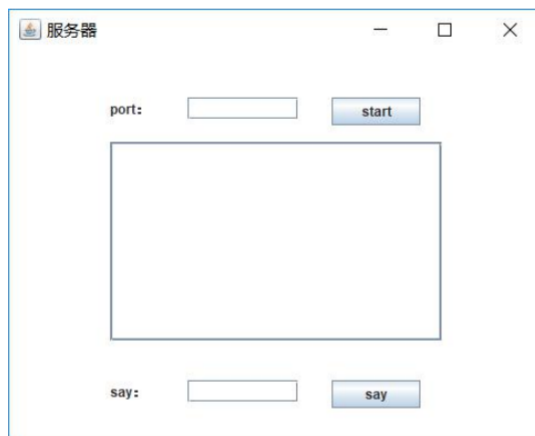 服务器
port： start
say： say